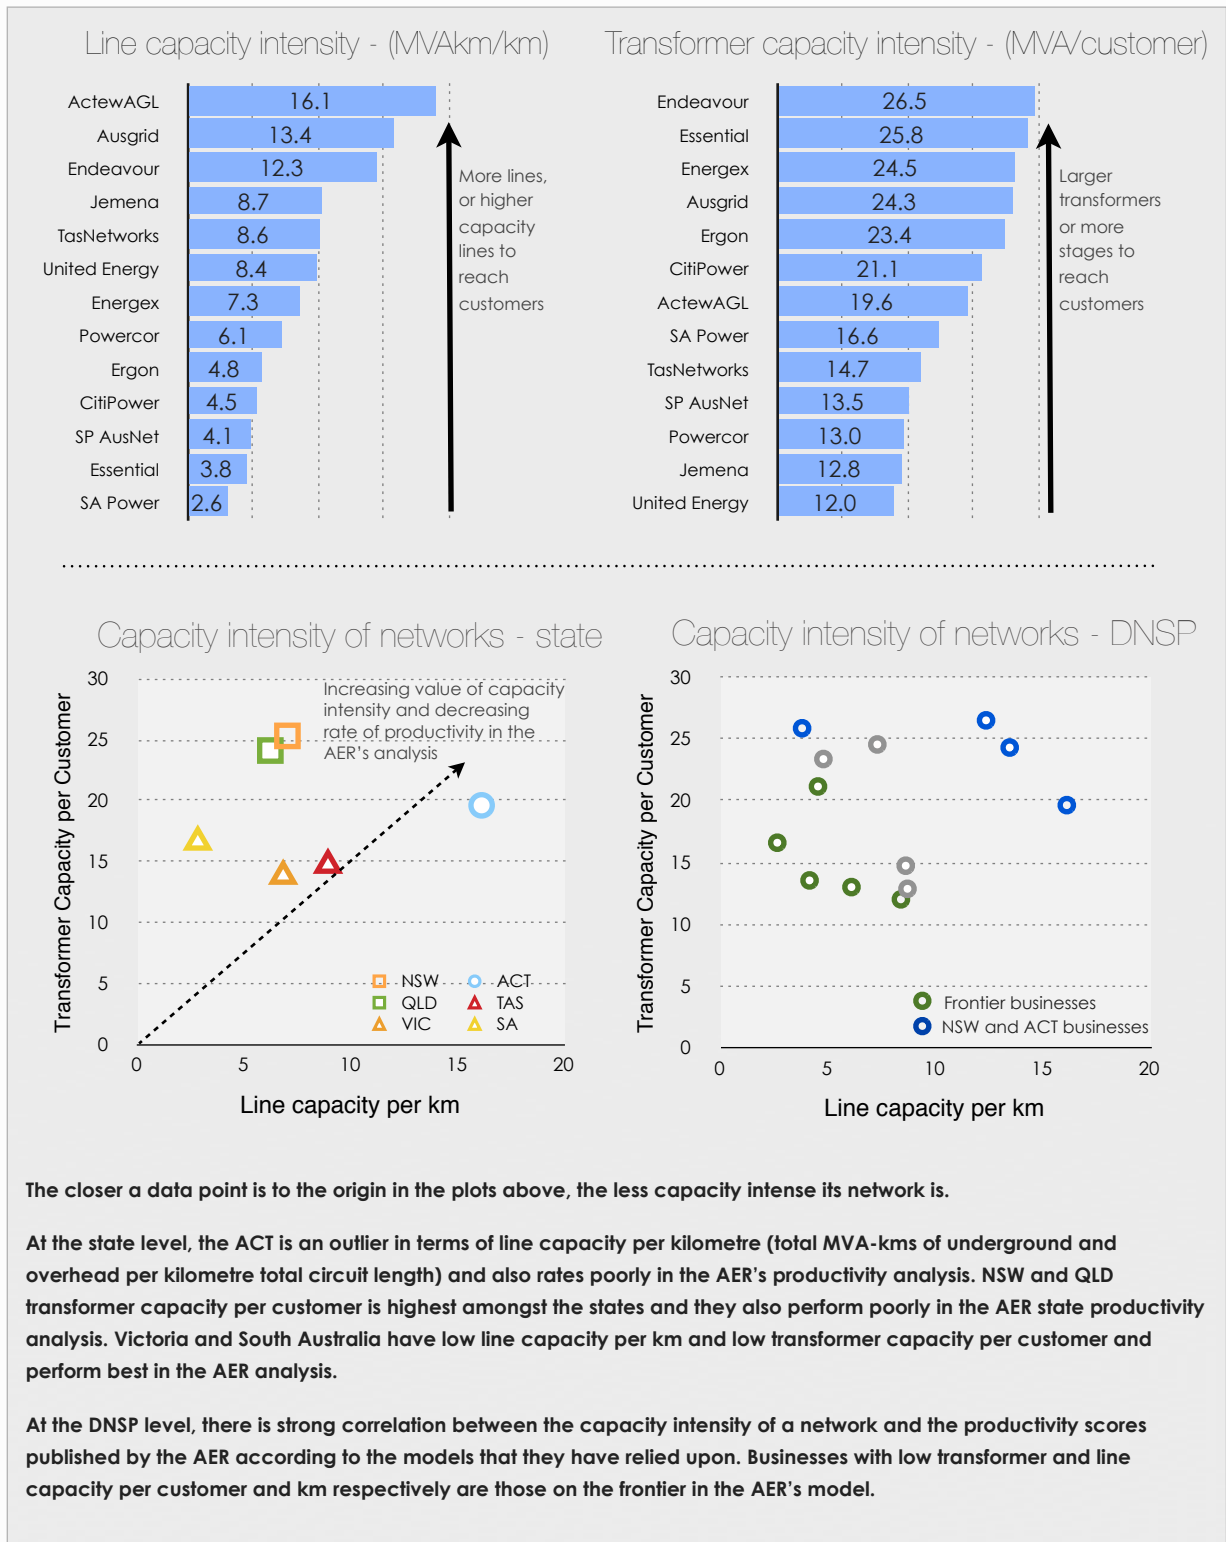 Line capacity intensity - (MVAkm/km)
ActewAGL 16.1
Ausgrid 13.4
Endeavour 12.3
Jemena 8.7
TasNetworks 8.6
United Energy 8.4
Energex 7.3
Powercor 6.1
Ergon 4.8
CitiPower 4.5
SP AusNet 4.1
Essential 3.8
SA Power 2.6
More lines,
or higher
capacity
lines to
reach
customers
Transformer capacity intensity - (MVA/customer)
Endeavour 26.5
Essential 25.8
Energex 24.5
Ausgrid 24.3
Ergon 23.4
CitiPower 21.1
ActewAGL 19.6
SA Power 16.6
TasNetworks 14.7
SP AusNet 13.5
Powercor 13.0
Jemena 12.8
United Energy 12.0
Larger
transformers
or more
stages to
reach
customers
Capacity intensity of networks - state
Transformer Capacity per Customer
30
25
20
15
10
5
0
Increasing value of capacity
intensity and decreasing
rate of productivity in the
AER's analysis
NSW ACT
QLD TAS
VIC SA
0 5 10 15 20
Line capacity per km
Capacity intensity of networks - DNSP
Transformer Capacity per Customer
30
25
20
15
10
5
0
Frontier businesses
NSW and ACT businesses
0 5 10 15 20
Line capacity per km
The closer a data point is to the origin in the plots above, the less capacity intense its network is.
At the state level, the ACT is an outlier in terms of line capacity per kilometre (total MVA-kms of underground and
overhead per kilometre total circuit length) and also rates poorly in the AER's productivity analysis. NSW and QLD
transformer capacity per customer is highest amongst the states and they also perform poorly in the AER state productivity
analysis. Victoria and South Australia have low line capacity per km and low transformer capacity per customer and
perform best in the AER analysis.
At the DNSP level, there is strong correlation between the capacity intensity of a network and the productivity scores
published by the AER according to the models that they have relied upon. Businesses with low transformer and line
capacity per customer and km respectively are those on the frontier in the AER's model.